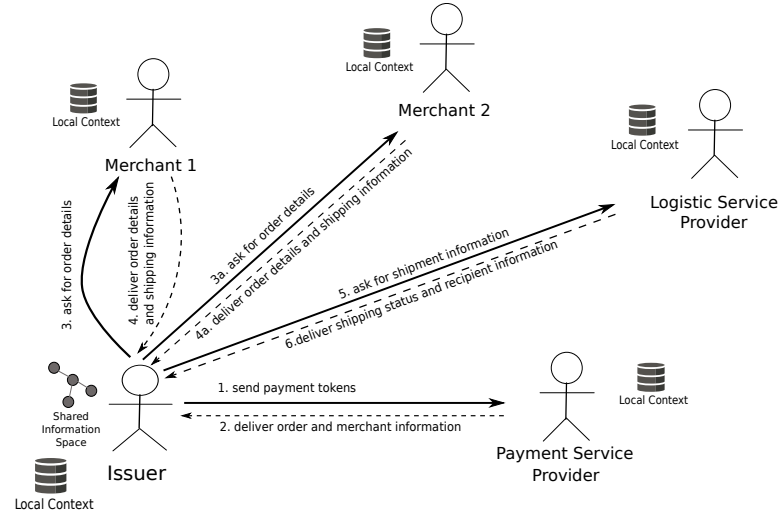 Local Context
Merchant 2
Local Context
Merchant 1
Local Context
Logistic Service
Provider
3. ask for order details
4. deliver order details
and shipping information
3a. ask for order details
4a. deliver order details and shipping information
5. ask for shipment information
6.deliver shipping status and recipient information
1. send payment tokens
2. deliver order and merchant information
Shared
Information
Space
Issuer
Local Context
Local Context
Payment Service
Provider